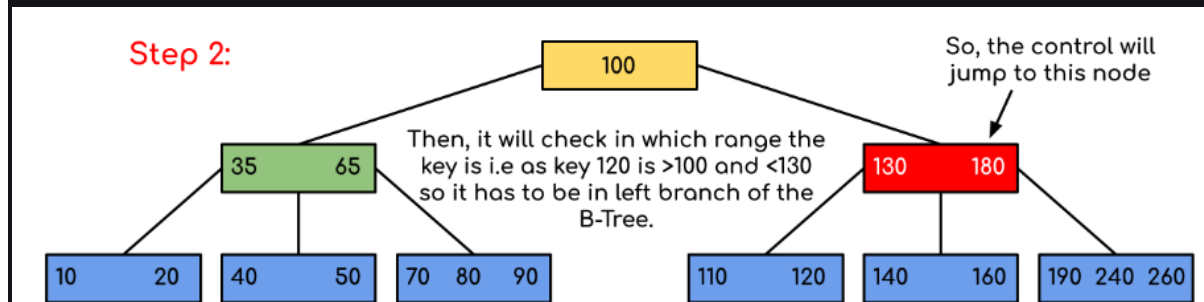 Step 2:
100
So, the control will
jump to this node
Then, it will check in which range the
key is i.e as key 120 is >100 and <130
so it has to be in left branch of the
B-Tree.
35 65
130 180
10 20
40 50
70 80 90
110 120
140 160
190 240 260